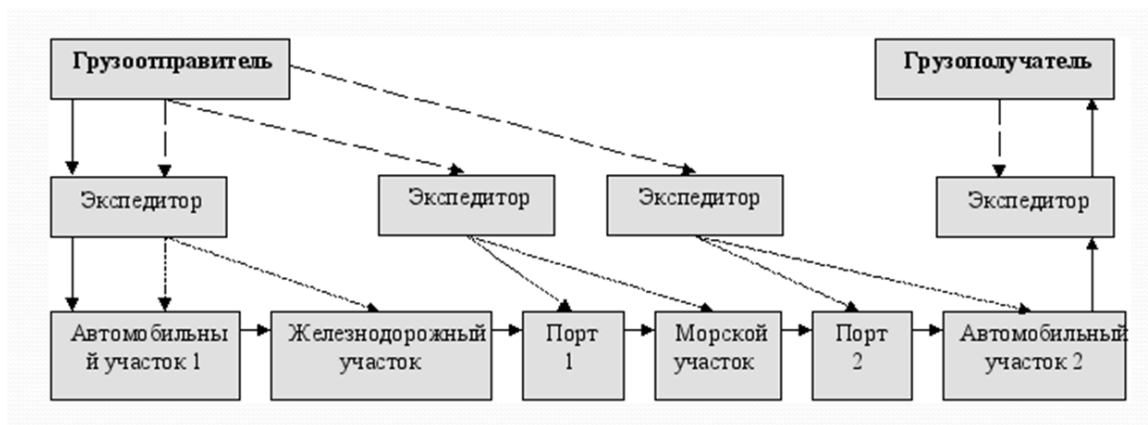 Грузоотправитель
Грузополучатель
Экспедитор
Экспедитор
Экспедитор
Экспедитор
Автомобильны
й участок 1
Железнодорожный
участок
Порт
1
Морской
участок
Порт
2
Автомобильный
участок 2